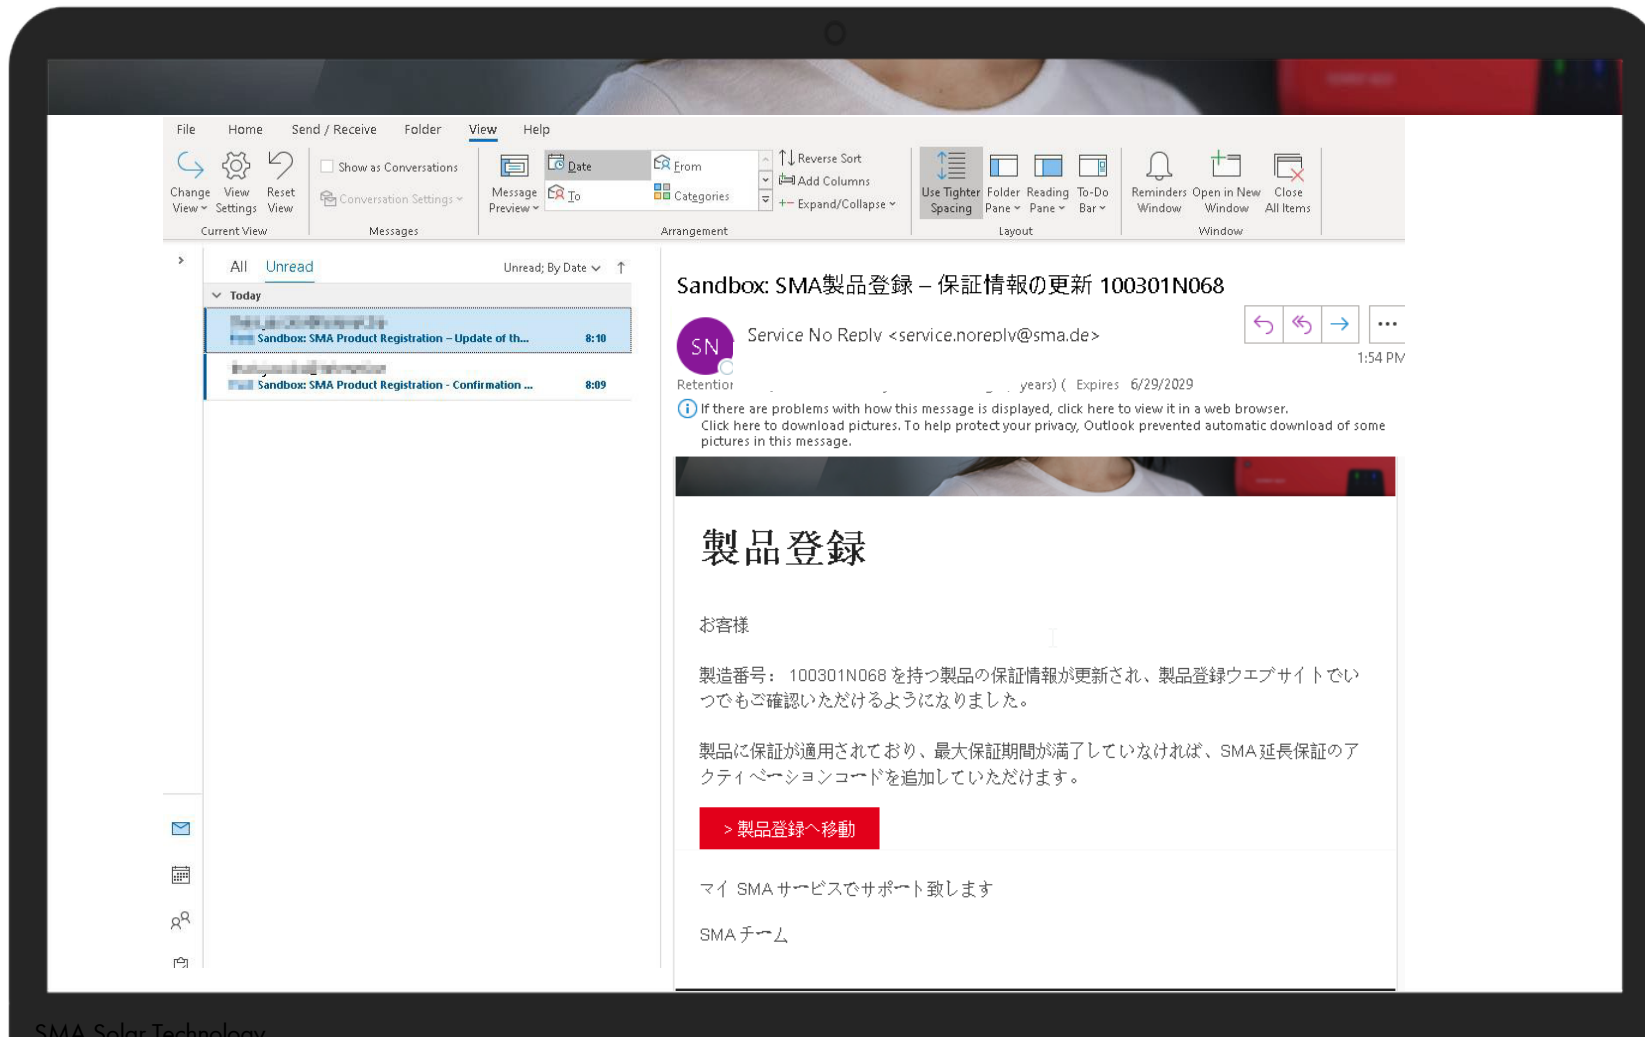 File Home Send / Receive Folder View Help
Change View
View Settings
Reset View
Current View
Show as Conversations
Conversation Settings
Messages
Message Preview
Date
From
To
Categories
Reverse Sort
Add Columns
+− Expand/Collapse
Arrangement
Use Tighter Spacing
Folder Pane
Reading Pane
To-Do Bar
Layout
Reminders Window
Open in New Window
Close All Items
Window
All Unread
Unread; By Date
Today
Sandbox: SMA Product Registration – Update of th... 8:10
Sandbox: SMA Product Registration - Confirmation ... 8:09
Sandbox: SMA製品登録 – 保証情報の更新 100301N068
SN
Service No Reply <service.noreply@sma.de>
1:54 PM
years) ( Expires 6/29/2029
If there are problems with how this message is displayed, click here to view it in a web browser.
Click here to download pictures. To help protect your privacy, Outlook prevented automatic download of some
pictures in this message.
製品登録
お客様
製造番号： 100301N068 を持つ製品の保証情報が更新され、製品登録ウエブサイトでい
つでもご確認いただけるようになりました。
製品に保証が適用されており、最大保証期間が満了していなければ、SMA 延長保証のア
クティベーションコードを追加していただけます。
> 製品登録へ移動
マイ SMA サービスでサポート致します
SMA チーム
SMA Solar Technology